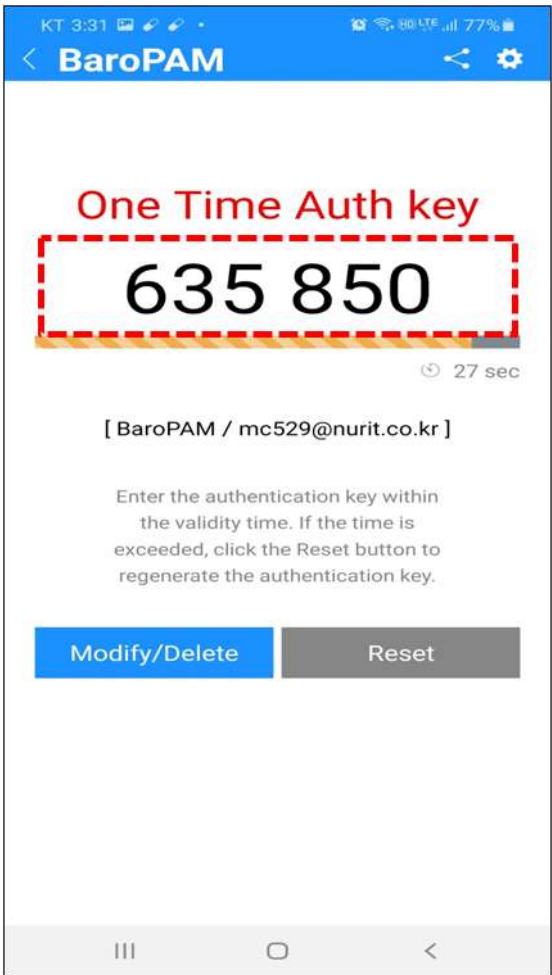 KT 3:31 LTE 77%
BaroPAM
One Time Auth key
635 850
27 sec
[ BaroPAM / mc529@nurit.co.kr ]
Enter the authentication key within
the validity time. If the time is
exceeded, click the Reset button to
regenerate the authentication key.
Modify/Delete
Reset